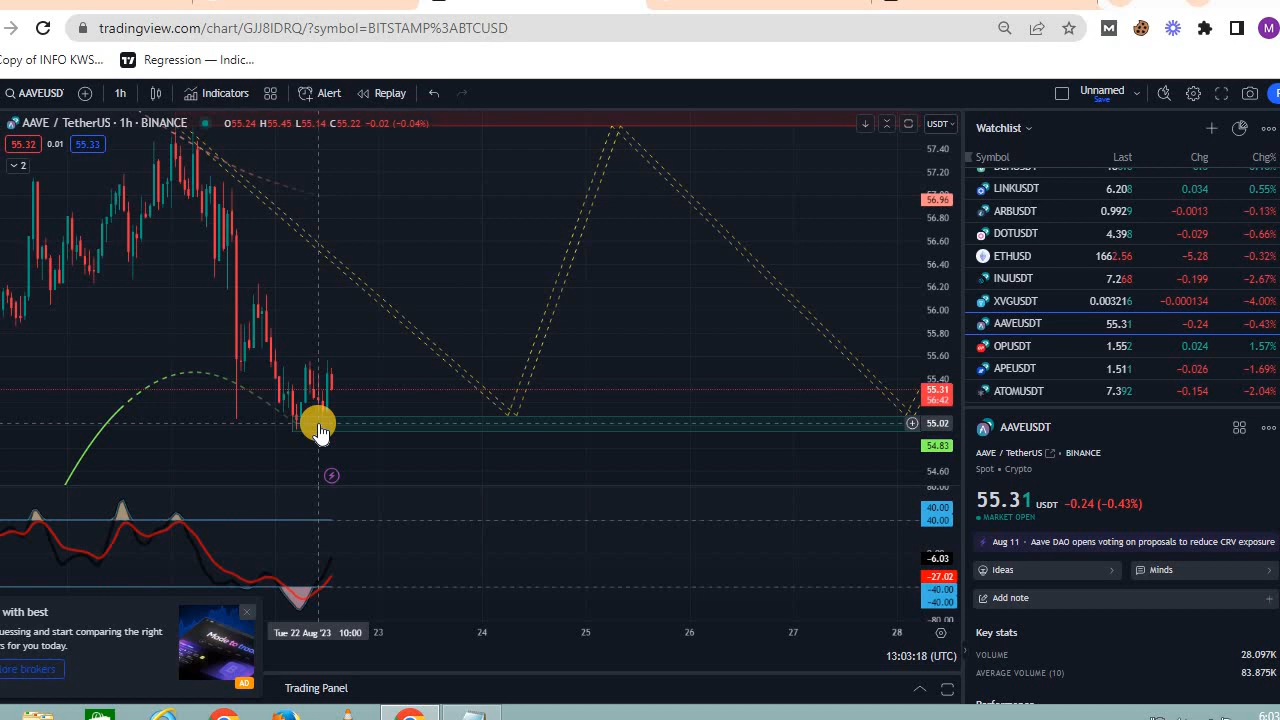 tradingview.com/chart/GJJ8IDRQ/?symbol=BITSTAMP%3ABTCUSD
M
M
Copy of INFO KWS...
Regression — Indic...
AAVEUSD
1h
Indicators
Alert
Replay
Unnamed
Save
AAVE / TetherUS · 1h · BINANCE
O55.24 H55.45 L55.14 C55.22 −0.02 (−0.04%)
USDT
55.32 0.01 55.33
2
57.40
57.20
56.96
56.80
56.60
56.40
56.20
56.00
55.80
55.60
55.40
55.31
56:42
55.02
54.83
54.60
40.00
40.00
−6.03
−27.02
−40.00
−40.00
−80.00
Tue 22 Aug '23 10:00
23
24
25
26
27
28
13:03:18 (UTC)
with best
uessing and start comparing the right
s for you today.
lore brokers
AD
Trading Panel
Watchlist
Symbol Last Chg Chg%
LINKUSDT 6.208 0.034 0.55%
ARBUSDT 0.9929 −0.0013 −0.13%
DOTUSDT 4.398 −0.029 −0.66%
ETHUSD 1662.56 −5.28 −0.32%
INJUSDT 7.268 −0.199 −2.67%
XVGUSDT 0.003216 −0.000134 −4.00%
AAVEUSDT 55.31 −0.24 −0.43%
OPUSDT 1.552 0.024 1.57%
APEUSDT 1.511 −0.026 −1.69%
ATOMUSDT 7.392 −0.154 −2.04%
AAVEUSDT
AAVE / TetherUS · BINANCE
Spot • Crypto
55.31 USDT −0.24 (−0.43%)
MARKET OPEN
Aug 11 · Aave DAO opens voting on proposals to reduce CRV exposure
Ideas
Minds
Add note
Key stats
VOLUME 28.097K
AVERAGE VOLUME (10) 83.875K